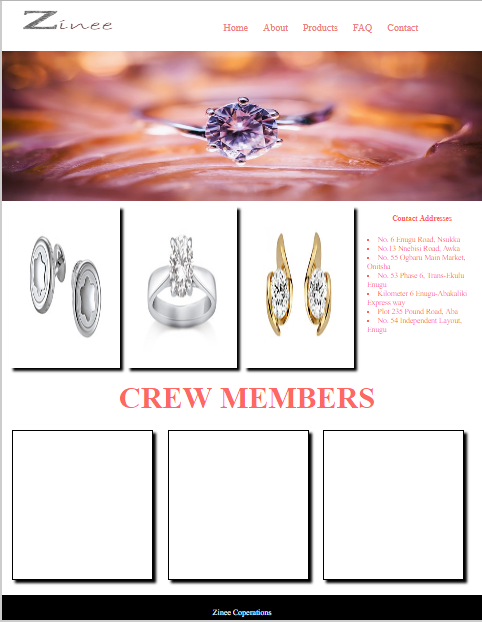 Zinee
Home About Products FAQ Contact
Contact Addresses
No. 6 Enugu Road, Nsukka
No 13 Nnebisi Road, Awka
No. 55 Ogbaru Main Market,
Onitsha
No. 53 Phase 6, Trans-Ekulu
Enugu
Kilometer 6 Enugu-Abakaliki
Express way
Plot 235 Pound Road, Aba
No. 54 Independent Layout,
Enugu
CREW MEMBERS
Zinee Coperations